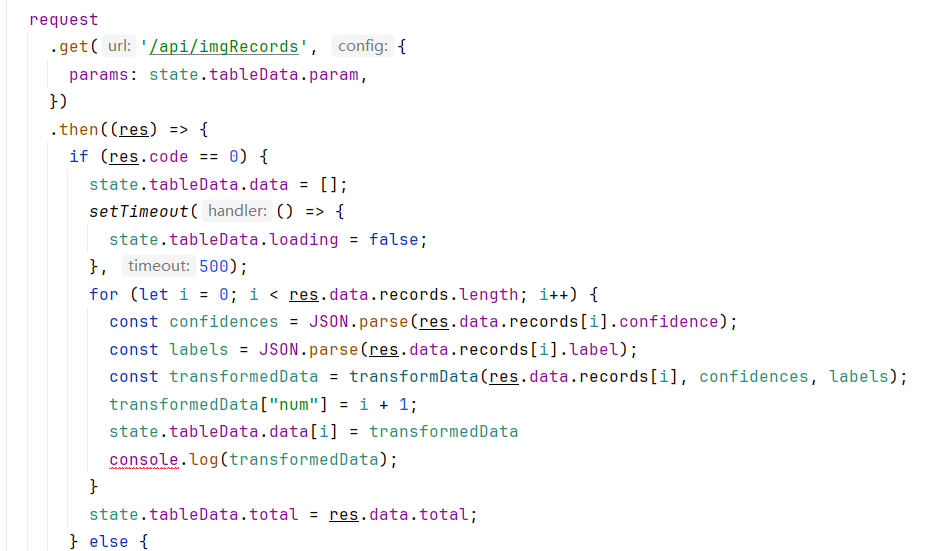 request
.get( url: '/api/imgRecords', config: {
params: state.tableData.param,
})
.then((res) => {
if (res.code == 0) {
state.tableData.data = [];
setTimeout( handler: () => {
state.tableData.loading = false;
}, timeout: 500);
for (let i = 0; i < res.data.records.length; i++) {
const confidences = JSON.parse(res.data.records[i].confidence);
const labels = JSON.parse(res.data.records[i].label);
const transformedData = transformData(res.data.records[i], confidences, labels);
transformedData["num"] = i + 1;
state.tableData.data[i] = transformedData
console.log(transformedData);
}
state.tableData.total = res.data.total;
} else {